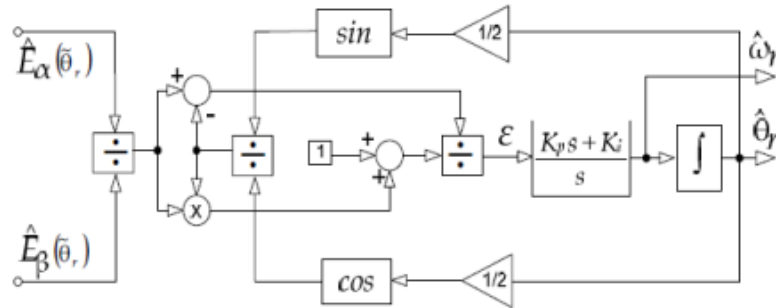 sin
1/2
Ê_α(θ̃_r)
ω̂_r
+
-
÷
÷
1
+
+
÷
ε
K_p s + K_i
s
∫
θ̂_r
x
Ê_β(θ̃_r)
cos
1/2